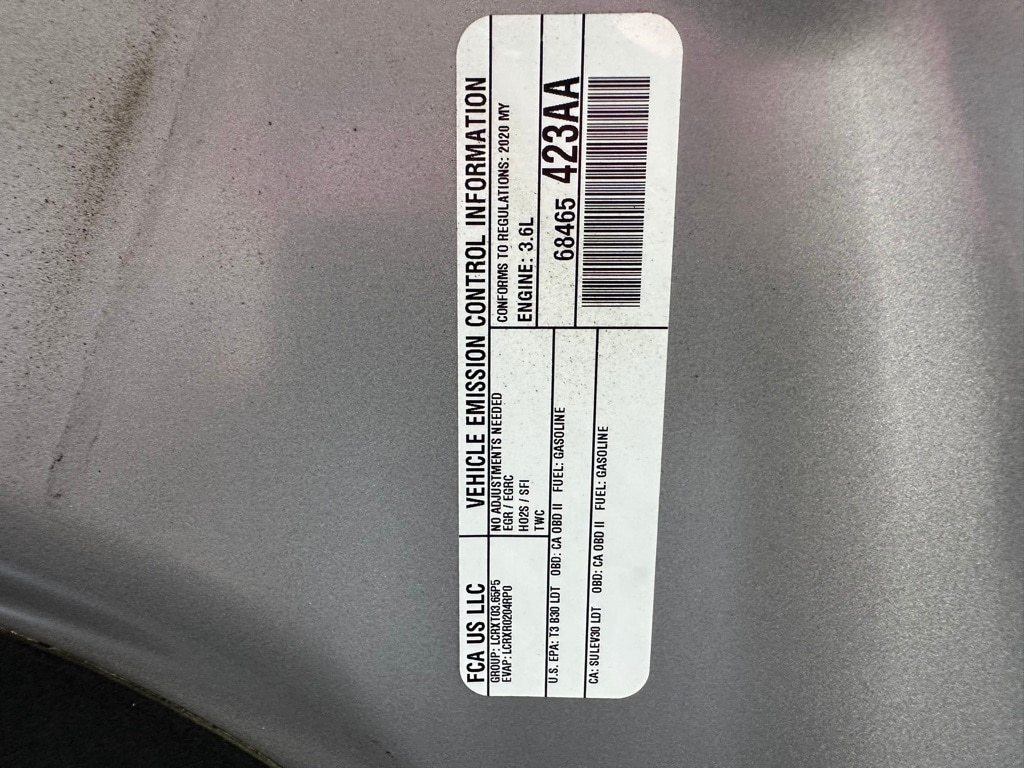 FCA US LLC VEHICLE EMISSION CONTROL INFORMATION
GROUP: LCRXT03.65P5
EVAP: LCRXR0204RP0
NO ADJUSTMENTS NEEDED
EGR / EGRC
HO2S / SFI
TWC
CONFORMS TO REGULATIONS: 2020 MY
ENGINE: 3.6L
68465 423AA
U.S. EPA: T3 B30 LDT OBD: CA OBD II FUEL: GASOLINE
CA: SULEV30 LDT OBD: CA OBD II FUEL: GASOLINE